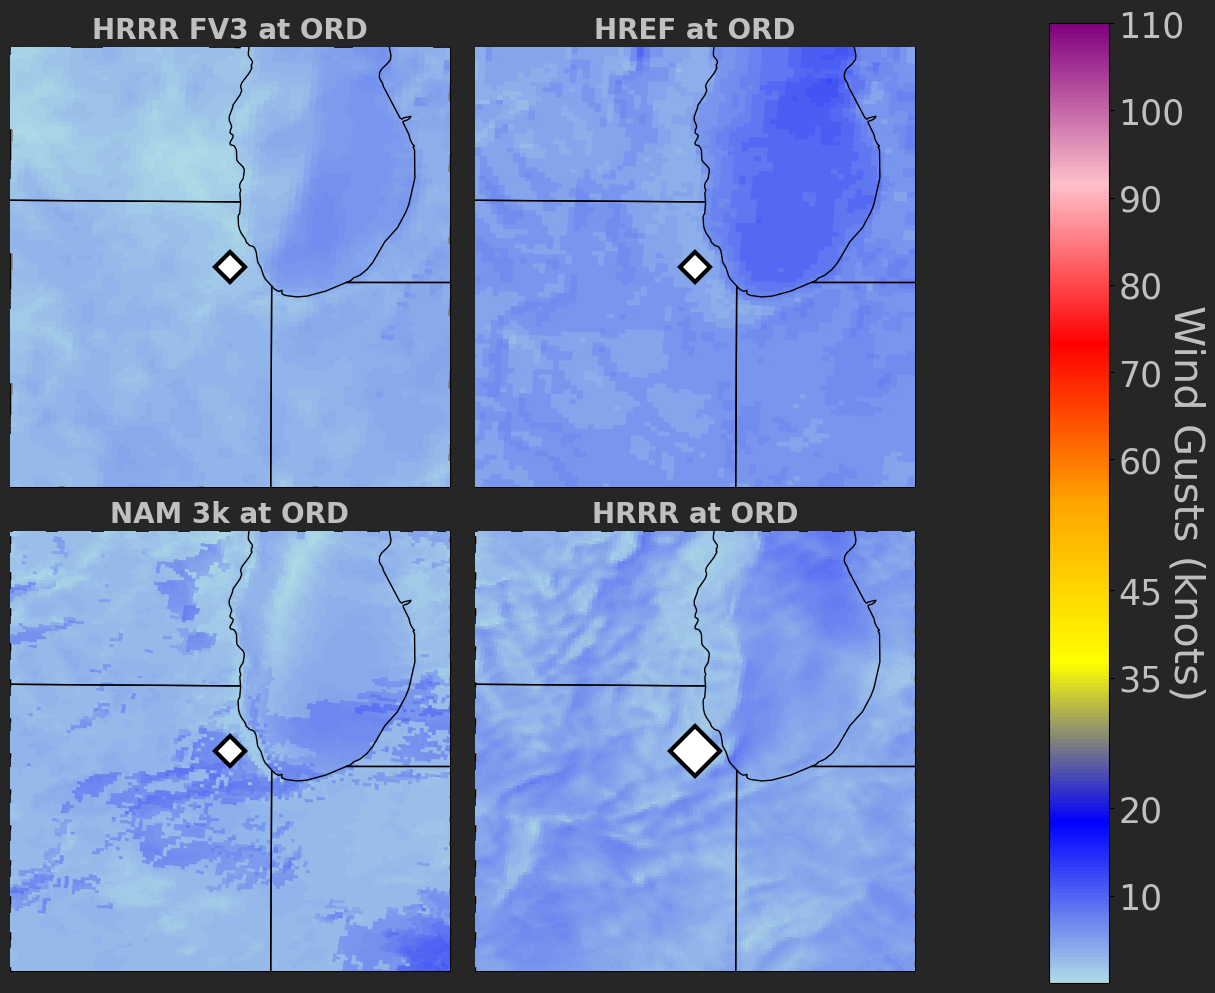 HRRR FV3 at ORD
HREF at ORD
NAM 3k at ORD
HRRR at ORD
110
100
90
80
70
60
45
35
20
10
Wind Gusts (knots)